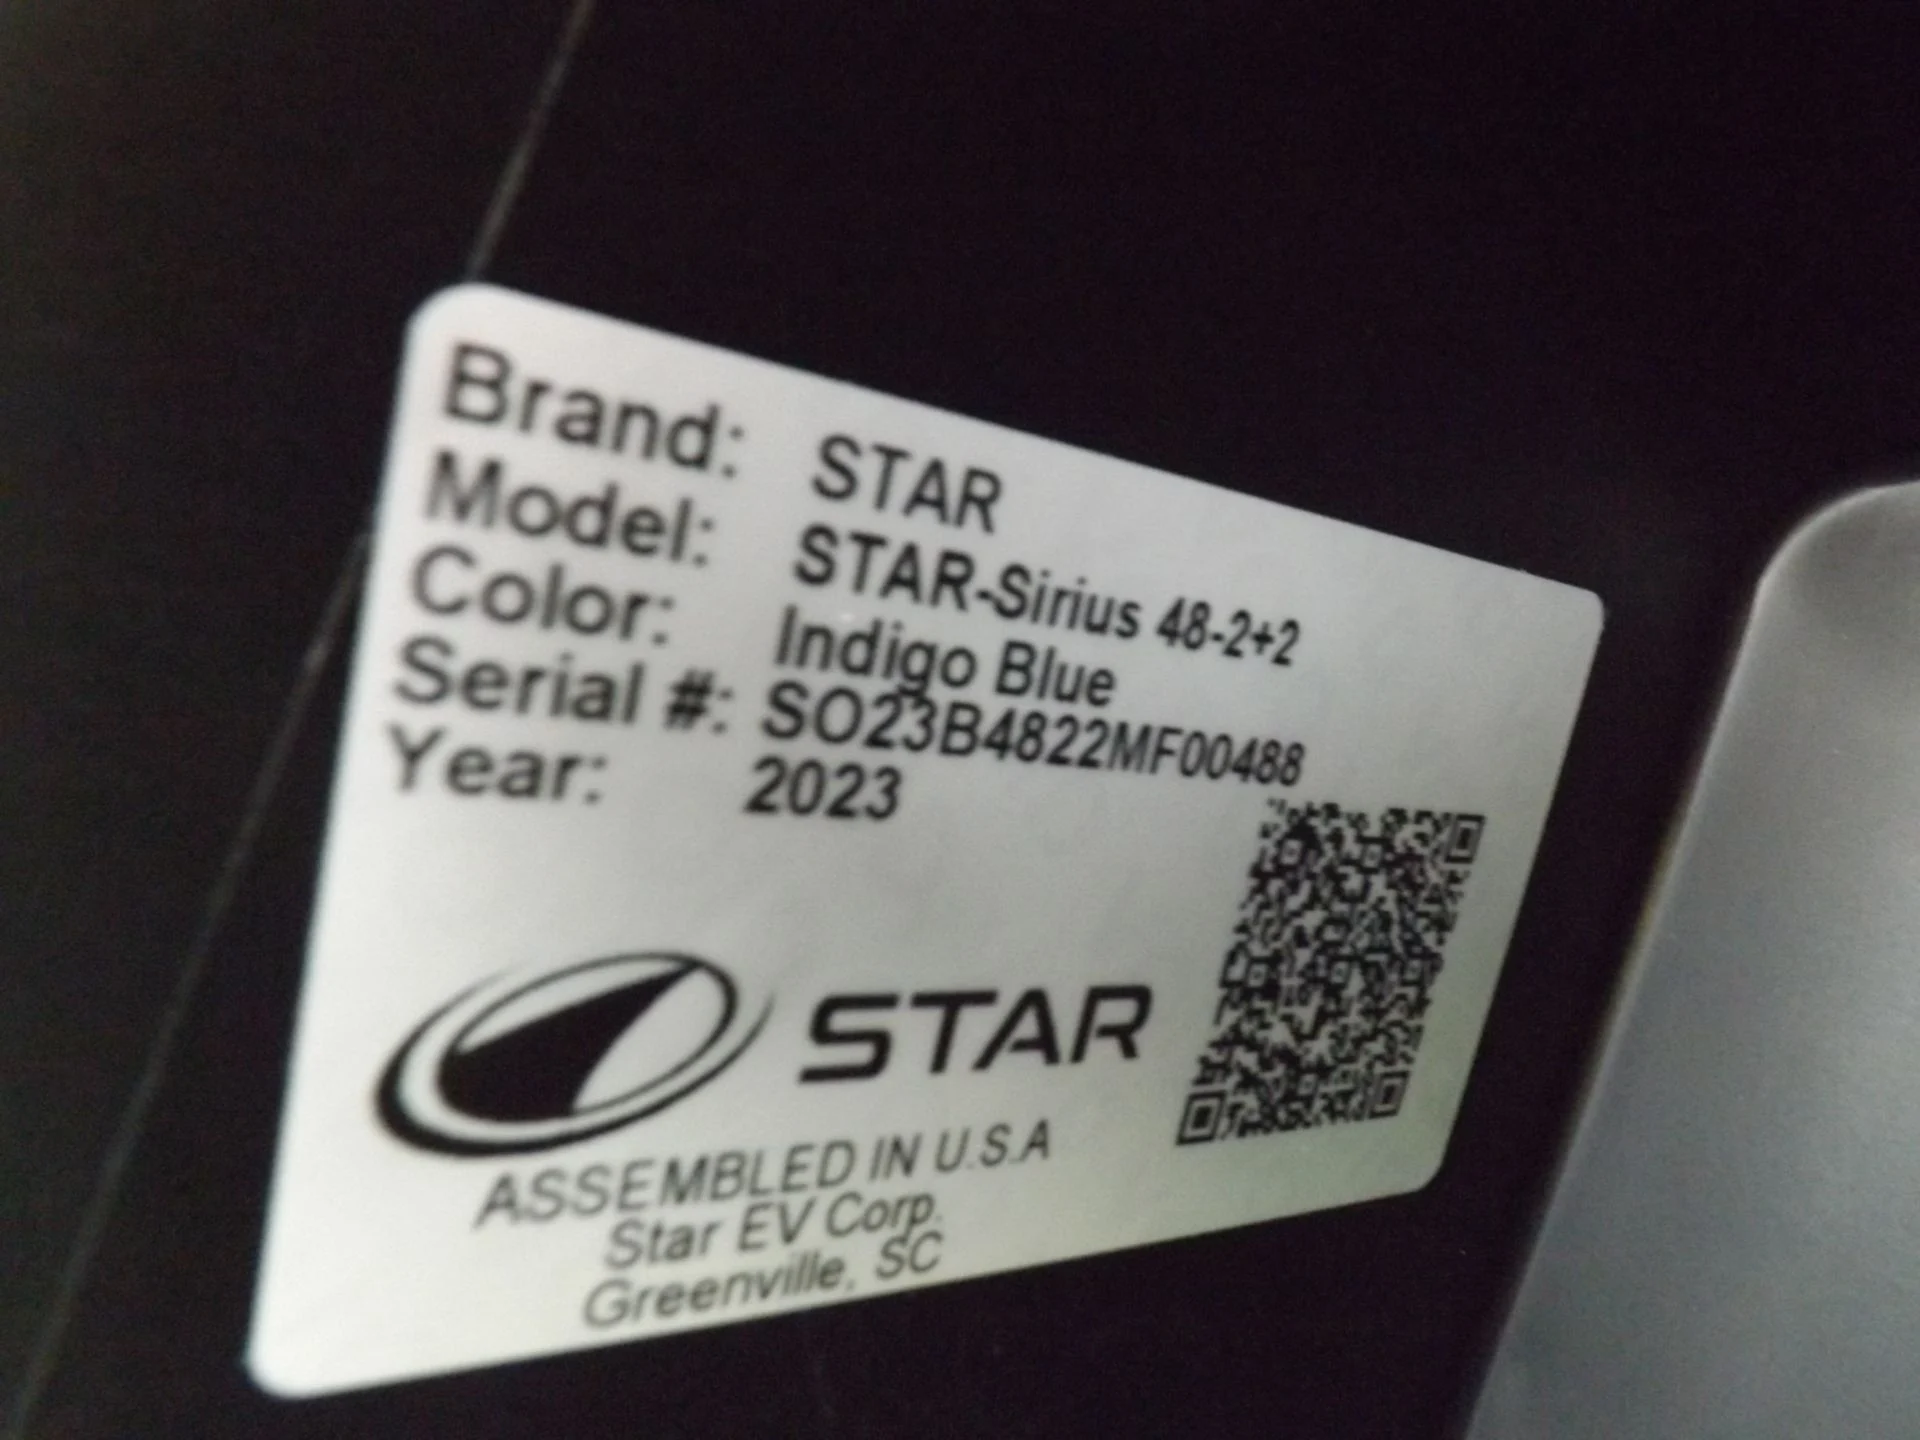 Brand: STAR
Model: STAR-Sirius 48-2+2
Color: Indigo Blue
Serial #: SO23B4822MF00488
Year: 2023
STAR
ASSEMBLED IN U.S.A
Star EV Corp.
Greenville, SC